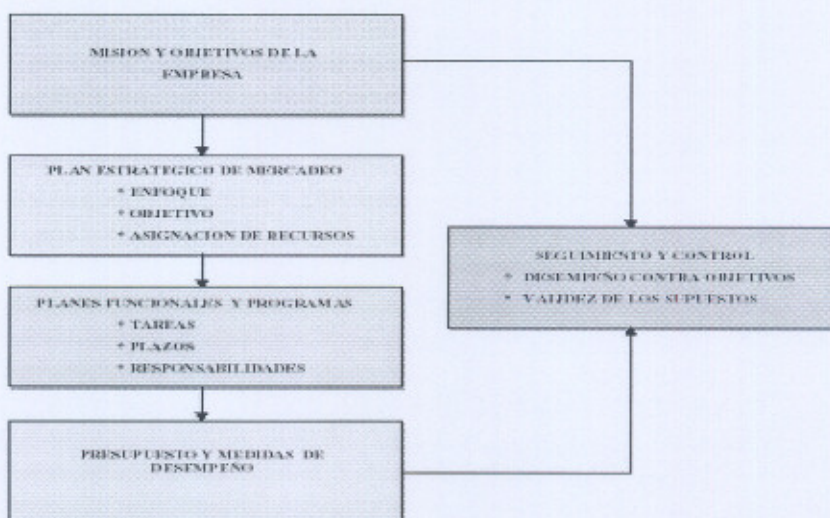 MISION Y OBJETIVOS DE LA
EMPRESA
PLAN ESTRATEGICO DE MERCADEO
* ENFOQUE
* OBJETIVO
* ASIGNACION DE RECURSOS
SEGUIMIENTO Y CONTROL
* DESEMPEÑO CONTRA OBJETIVOS
* VALIDEZ DE LOS SUPUESTOS
PLANES FUNCIONALES Y PROGRAMAS
* TAREAS
* PLAZOS
* RESPONSABILIDADES
PRESUPUESTO Y MEDIDAS DE
DESEMPEÑO